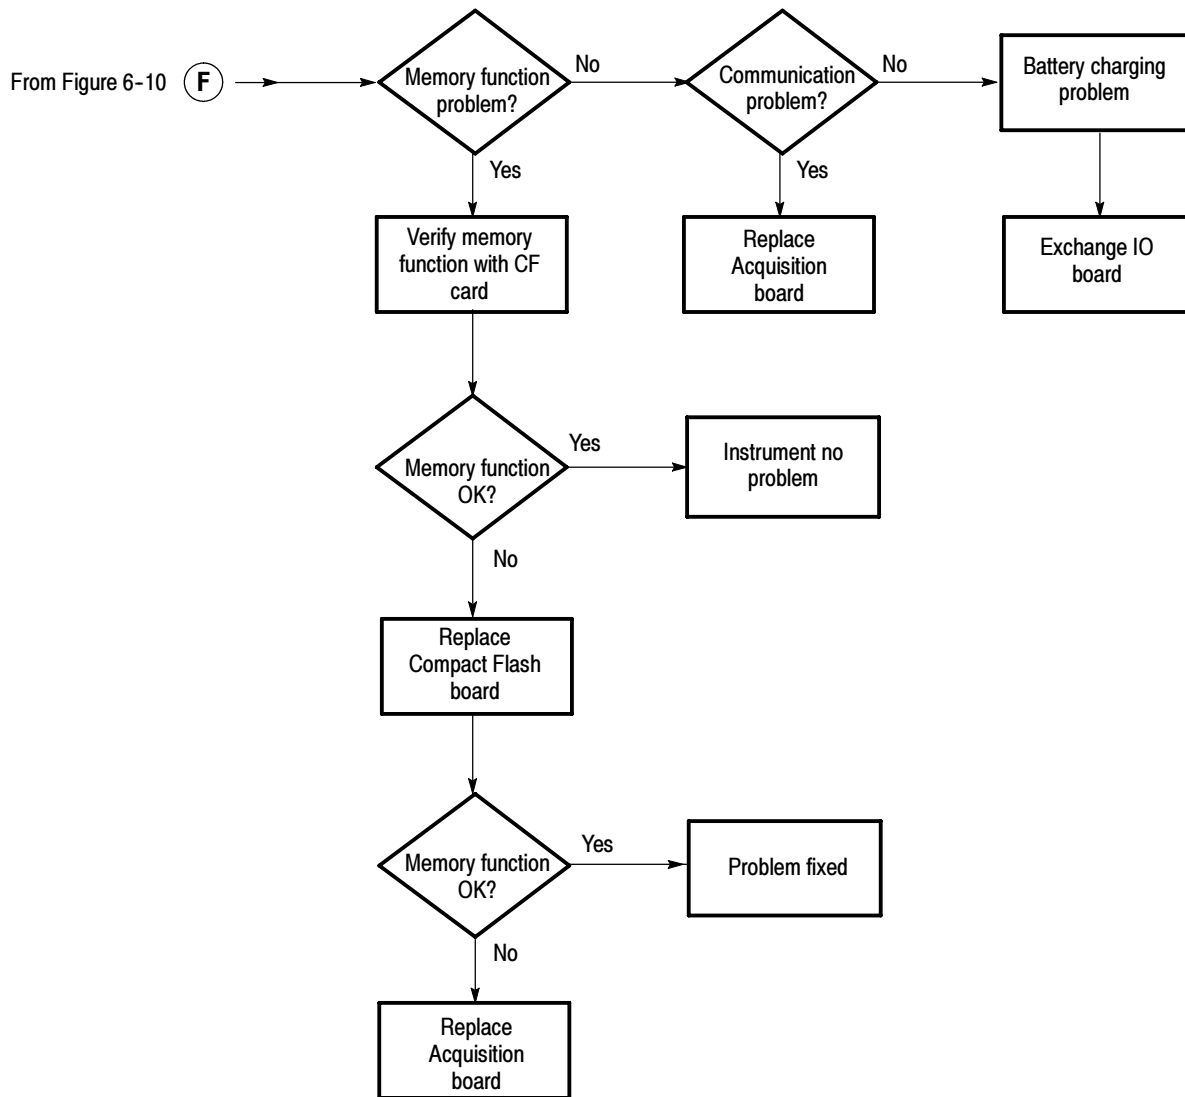 From Figure 6-10
F
Memory function
problem?
No
Communication
problem?
No
Battery charging
problem
Yes
Yes
Verify memory
function with CF
card
Replace
Acquisition
board
Exchange IO
board
Memory function
OK?
Yes
Instrument no
problem
No
Replace
Compact Flash
board
Memory function
OK?
Yes
Problem fixed
No
Replace
Acquisition
board